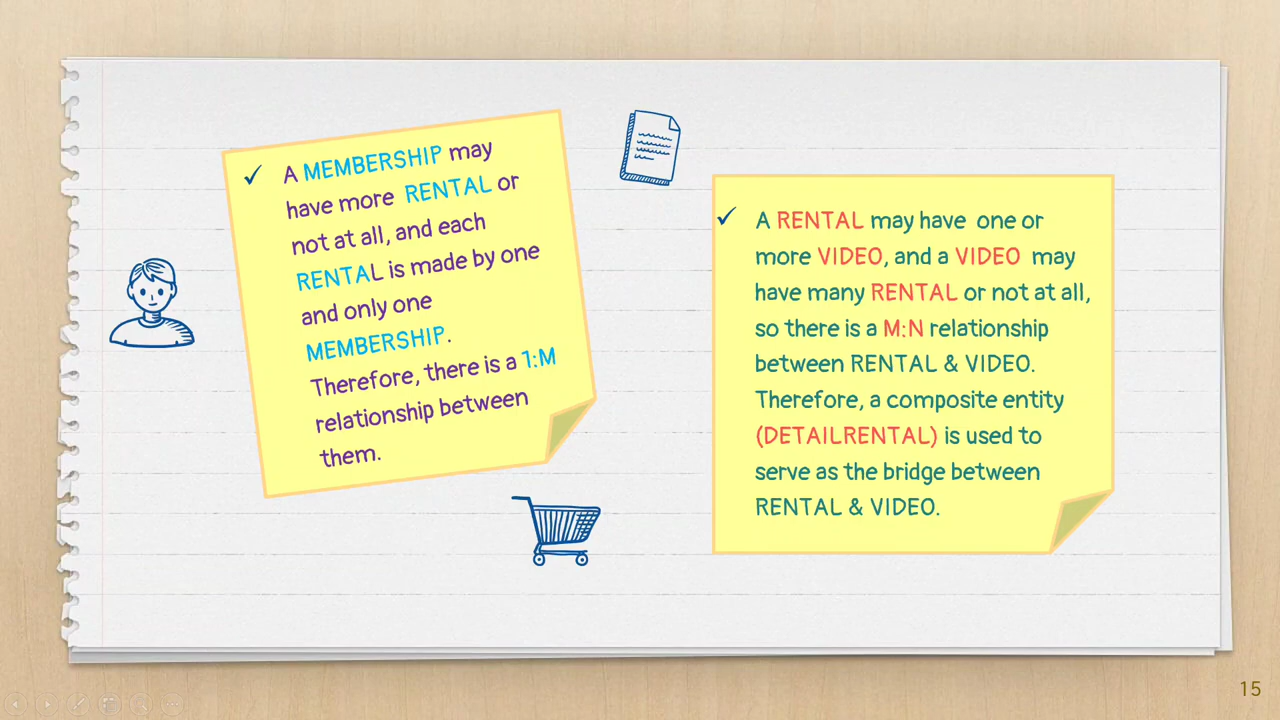 A MEMBERSHIP may
have more RENTAL or
not at all, and each
RENTAL is made by one
and only one
MEMBERSHIP.
Therefore, there is a 1:M
relationship between
them.
A RENTAL may have one or
more VIDEO, and a VIDEO may
have many RENTAL or not at all,
so there is a M:N relationship
between RENTAL & VIDEO.
Therefore, a composite entity
(DETAILRENTAL) is used to
serve as the bridge between
RENTAL & VIDEO.
15